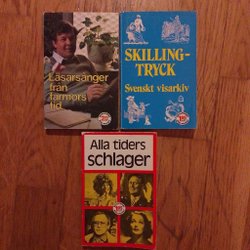 Läsarsånger
från
farmors
tid
SKILLING-
TRYCK
Svenskt visarkiv
Alla tiders
schlager